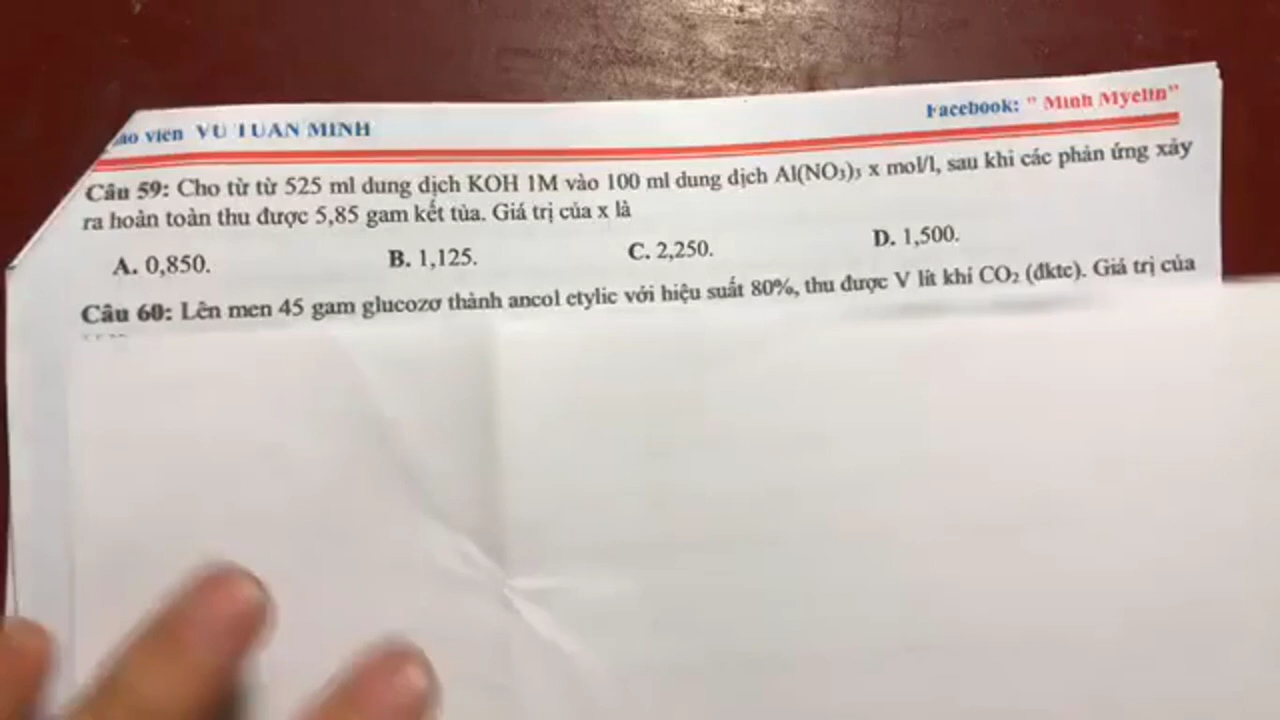 viên VŨ TUẤN MINH
Facebook: " Minh Myelin"
Câu 59: Cho từ từ 525 ml dung dịch KOH 1M vào 100 ml dung dịch Al(NO₃)₃ x mol/l, sau khi các phản ứng xảy
ra hoàn toàn thu được 5,85 gam kết tủa. Giá trị của x là
A. 0,850. B. 1,125. C. 2,250. D. 1,500.
Câu 60: Lên men 45 gam glucozơ thành ancol etylic với hiệu suất 80%, thu được V lít khí CO₂ (đktc). Giá trị của